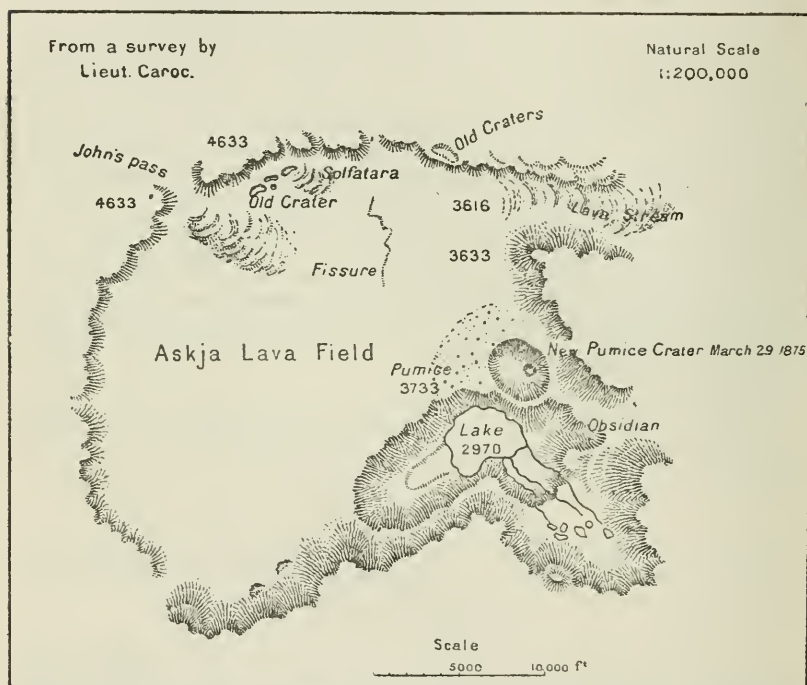 From a survey by
Lieut. Caroc.
Natural Scale
1:200,000
4633
Old Craters
John's pass
Solfatara
4633
Old Crater
3616
Lava Stream
3633
Fissure
Askja Lava Field
New Pumice Crater March 29 1875
Pumice
3733
Obsidian
Lake
2970
Scale
5000 10,000 ft